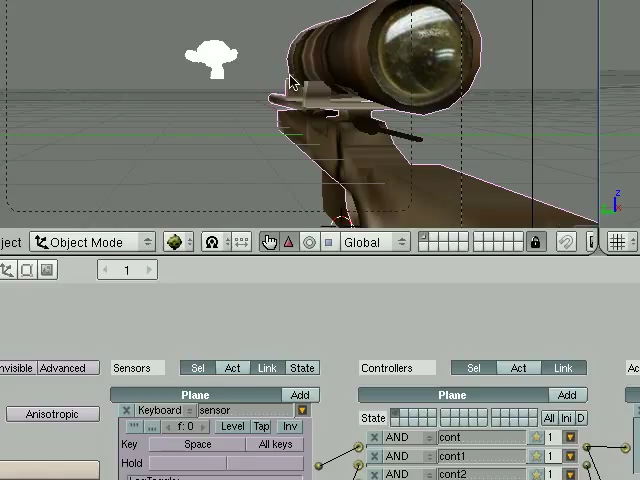 ject Object Mode Global
1
nvisible Advanced Sensors Sel Act Link State Controllers Sel Act Link Ac
Plane Add Plane Add
Anisotropic Keyboard sensor State All Ini D
f: 0 Level Tap Inv AND cont 1
Key Space All keys AND cont1 1
Hold AND cont2 1
z
x